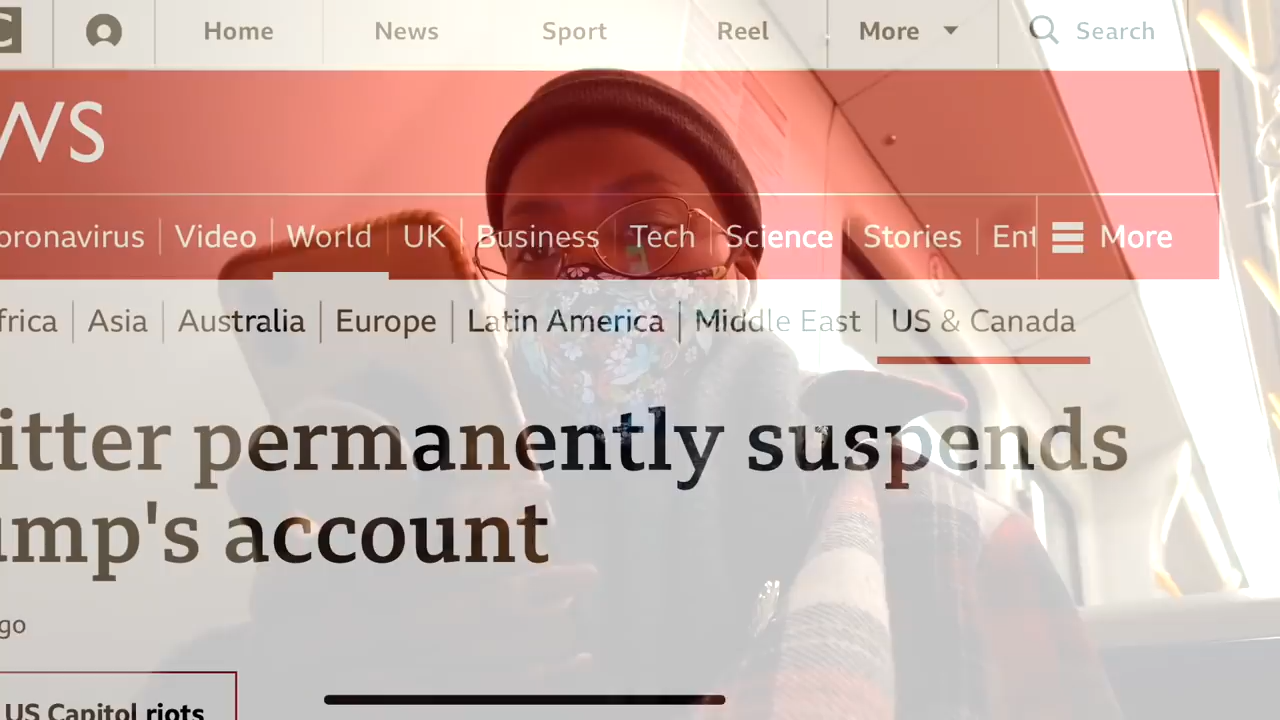 C Home News Sport Reel More Search
WS
oronavirus Video World UK Business Tech Science Stories Ent More
frica Asia Australia Europe Latin America Middle East US & Canada
itter permanently suspends
ump's account
go
US Capitol riots